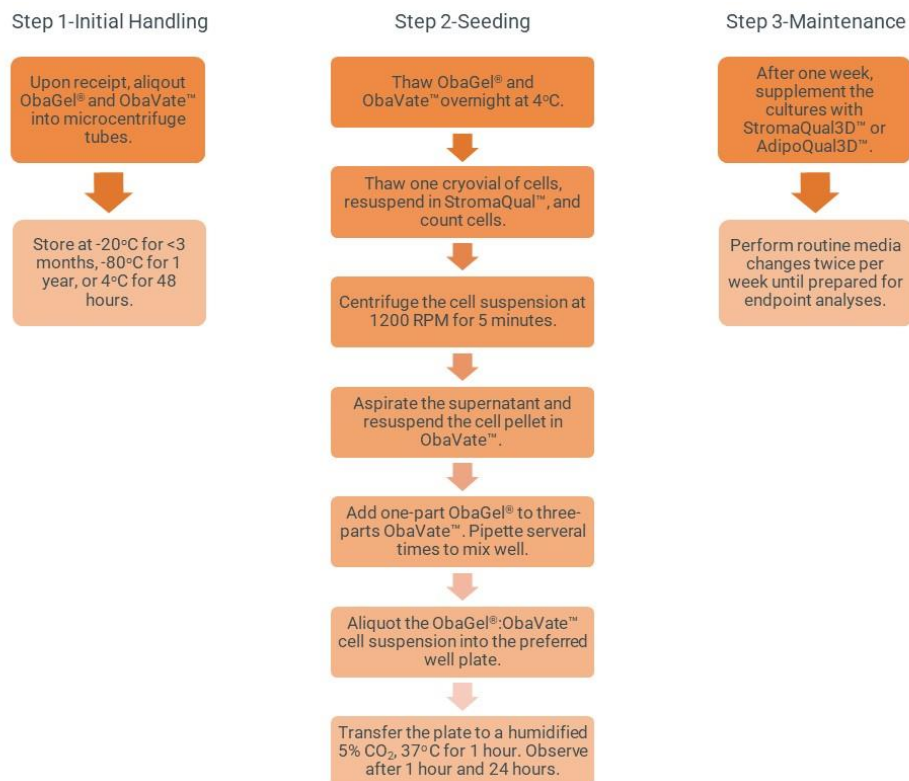 Step 1-Initial Handling
Upon receipt, aliqout
ObaGel® and ObaVate™
into microcentrifuge
tubes.
Store at -20°C for <3
months, -80°C for 1
year, or 4°C for 48
hours.
Step 2-Seeding
Thaw ObaGel® and
ObaVate™ overnight at 4°C.
Thaw one cryovial of cells,
resuspend in StromaQual™, and
count cells.
Centrifuge the cell suspension at
1200 RPM for 5 minutes.
Aspirate the supernatant and
resuspend the cell pellet in
ObaVate™.
Add one-part ObaGel® to three-
parts ObaVate™. Pipette serveral
times to mix well.
Aliquot the ObaGel®:ObaVate™
cell suspension into the preferred
well plate.
Transfer the plate to a humidified
5% CO₂, 37°C for 1 hour. Observe
after 1 hour and 24 hours.
Step 3-Maintenance
After one week,
supplement the
cultures with
StromaQual3D™ or
AdipoQual3D™.
Perform routine media
changes twice per
week until prepared for
endpoint analyses.